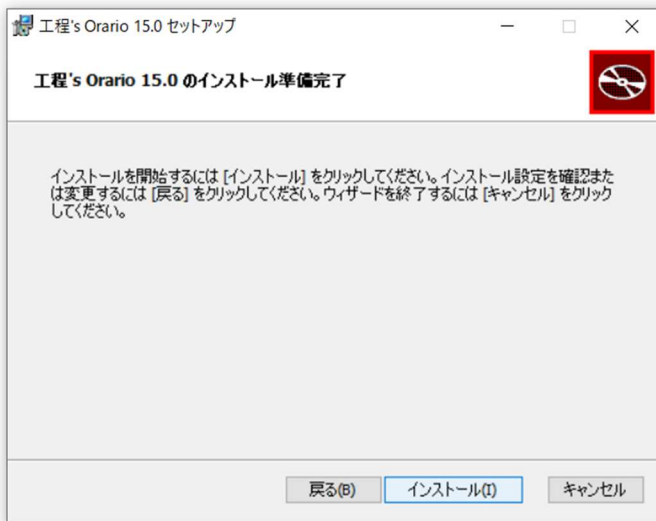 工程's Orario 15.0 セットアップ
工程's Orario 15.0 のインストール準備完了
インストールを開始するには [インストール] をクリックしてください。インストール設定を確認また
は変更するには [戻る] をクリックしてください。ウィザードを終了するには [キャンセル] をクリック
してください。
戻る(B)
インストール(I)
キャンセル